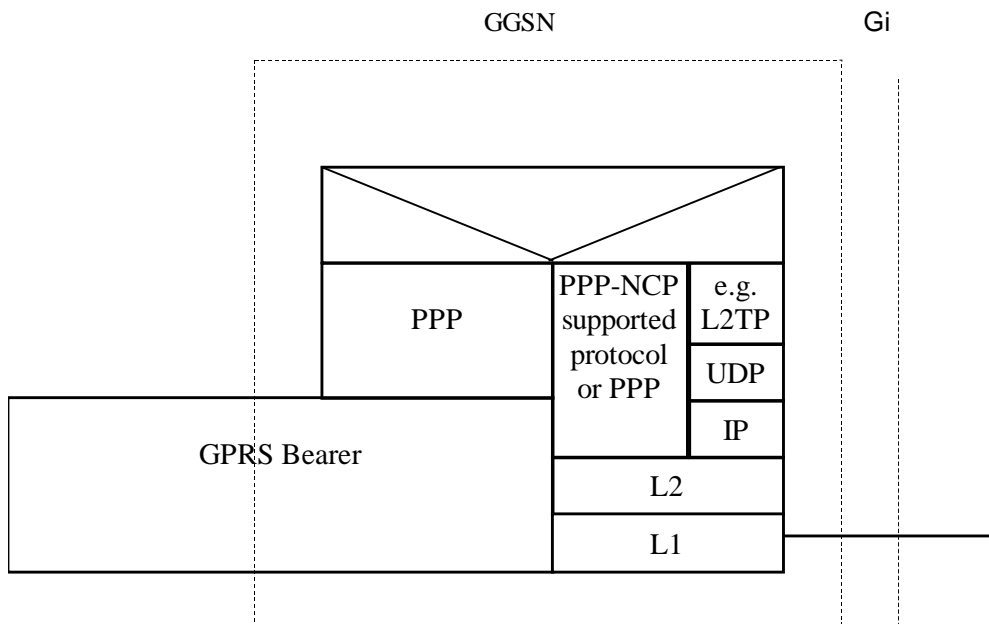 GGSN
Gi
PPP
PPP-NCP
supported
protocol
or PPP
e.g.
L2TP
UDP
IP
GPRS Bearer
L2
L1